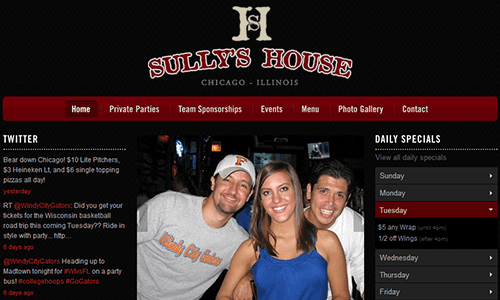 SH
SULLY'S HOUSE
CHICAGO - ILLINOIS
Home Private Parties Team Sponsorships Events Menu Photo Gallery Contact
TWITTER
Bear down Chicago! $10 Lite Pitchers,
$3 Heineken Lt, and $6 single topping
pizzas all day!
yesterday
RT @WindyCityGators: Did you get your
tickets for the Wisconsin basketball
road trip this coming Tuesday?? Ride in
style with party... http...
6 days ago
@WindyCityGators Heading up to
Madtown tonight for #WIvsFL on a party
bus! #collegehoops #GoGators
6 days ago
F
Windy City Gators
DAILY SPECIALS
View all daily specials
Sunday
Monday
Tuesday
$5 any Wrap (until 4pm)
1/2 off Wings (after 4pm)
Wednesday
Thursday
Friday